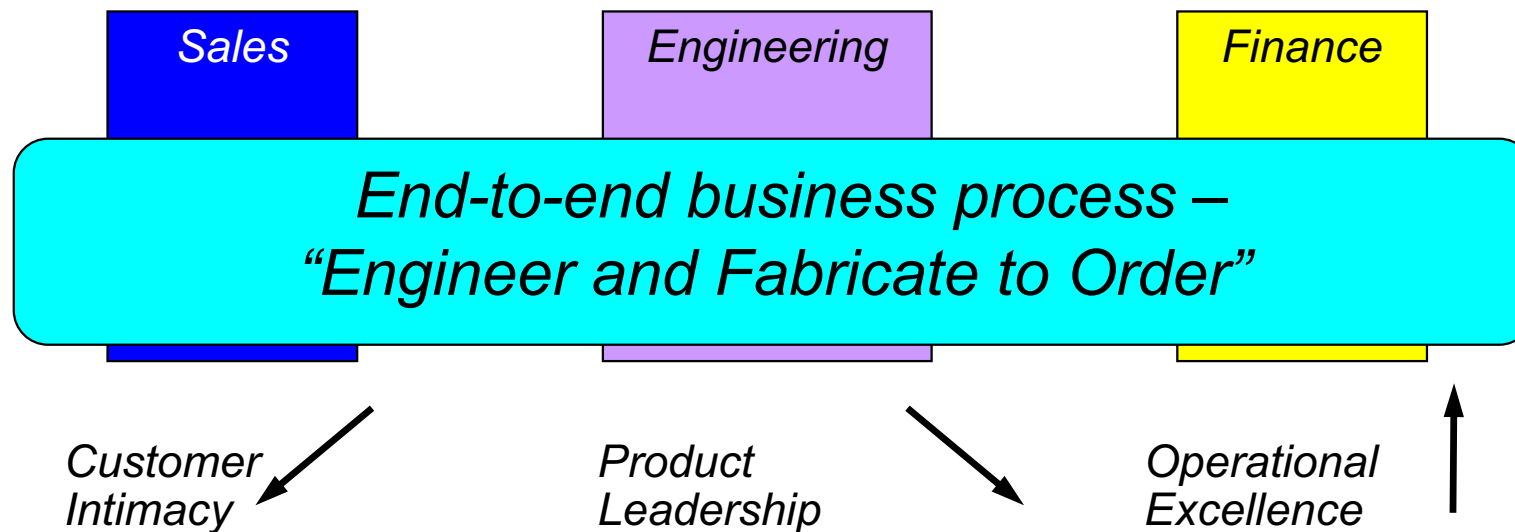 Sales
Engineering
Finance
End-to-end business process –
“Engineer and Fabricate to Order”
Customer
Intimacy
Product
Leadership
Operational
Excellence